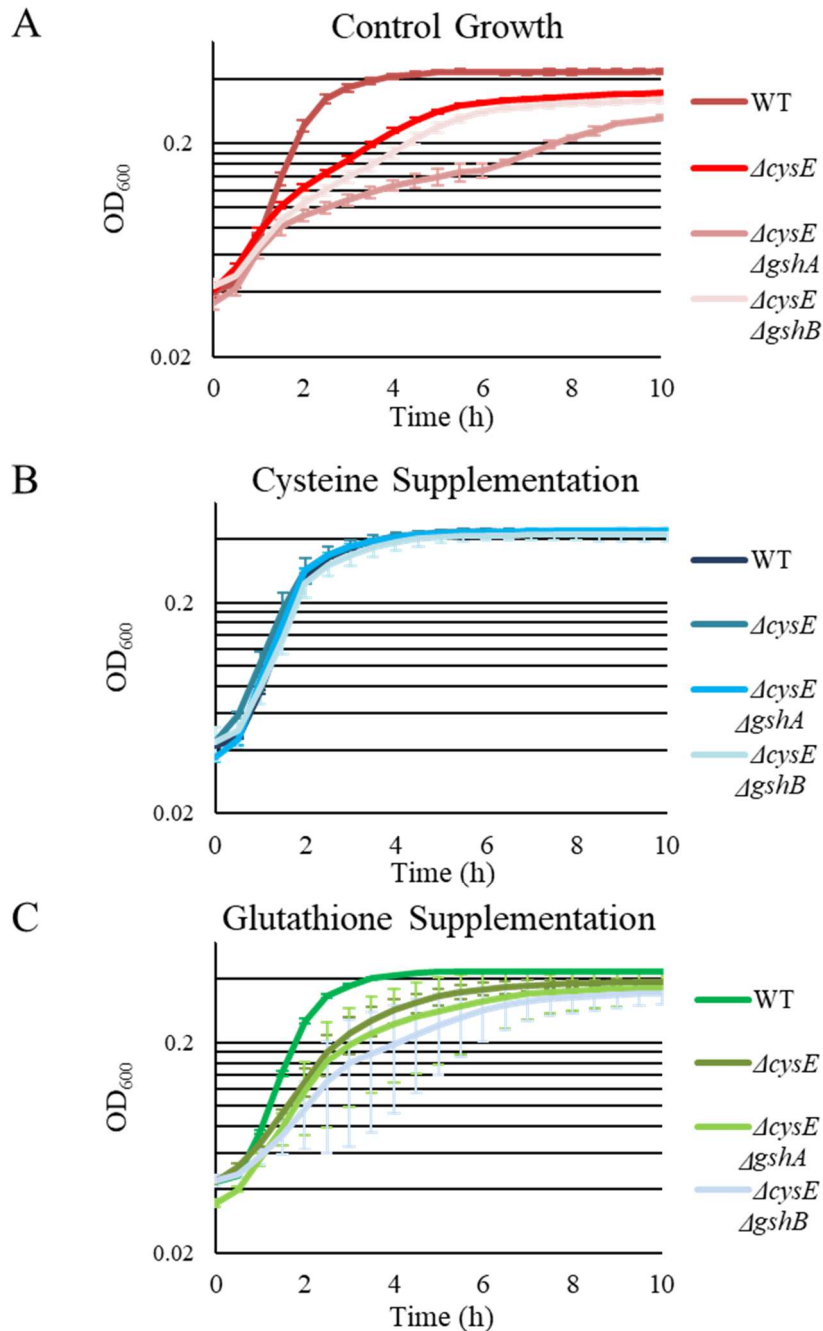 A
Control Growth
OD600
0.2
0.02
0 2 4 6 8 10
Time (h)
WT
ΔcysE
ΔcysE
ΔgshA
ΔcysE
ΔgshB
B
Cysteine Supplementation
OD600
0.2
0.02
0 2 4 6 8 10
Time (h)
WT
ΔcysE
ΔcysE
ΔgshA
ΔcysE
ΔgshB
C
Glutathione Supplementation
OD600
0.2
0.02
0 2 4 6 8 10
Time (h)
WT
ΔcysE
ΔcysE
ΔgshA
ΔcysE
ΔgshB